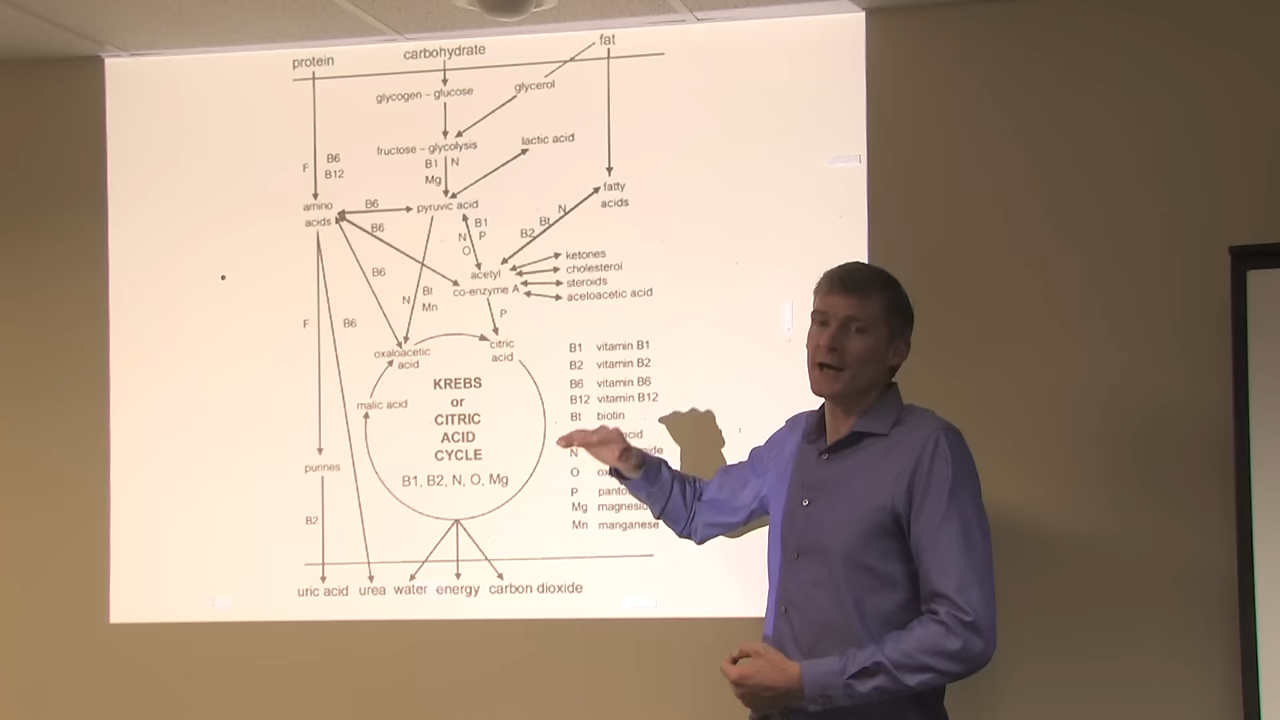 protein
carbohydrate
fat
glycogen – glucose
glycerol
fructose – glycolysis
lactic acid
F
B6
B12
B1
N
Mg
amino
acids
B6
pyruvic acid
fatty
acids
B6
N
B1
P
O
B2
Bt
N
acetyl
co-enzyme A
ketones
cholesterol
steroids
acetoacetic acid
B6
N
Bt
Mn
P
F
B6
oxaloacetic
acid
citric
acid
malic acid
KREBS
or
CITRIC
ACID
CYCLE
B1, B2, N, O, Mg
B1 vitamin B1
B2 vitamin B2
B6 vitamin B6
B12 vitamin B12
Bt biotin
N
O
P
Mg
Mn manganese
purines
B2
uric acid urea water energy carbon dioxide